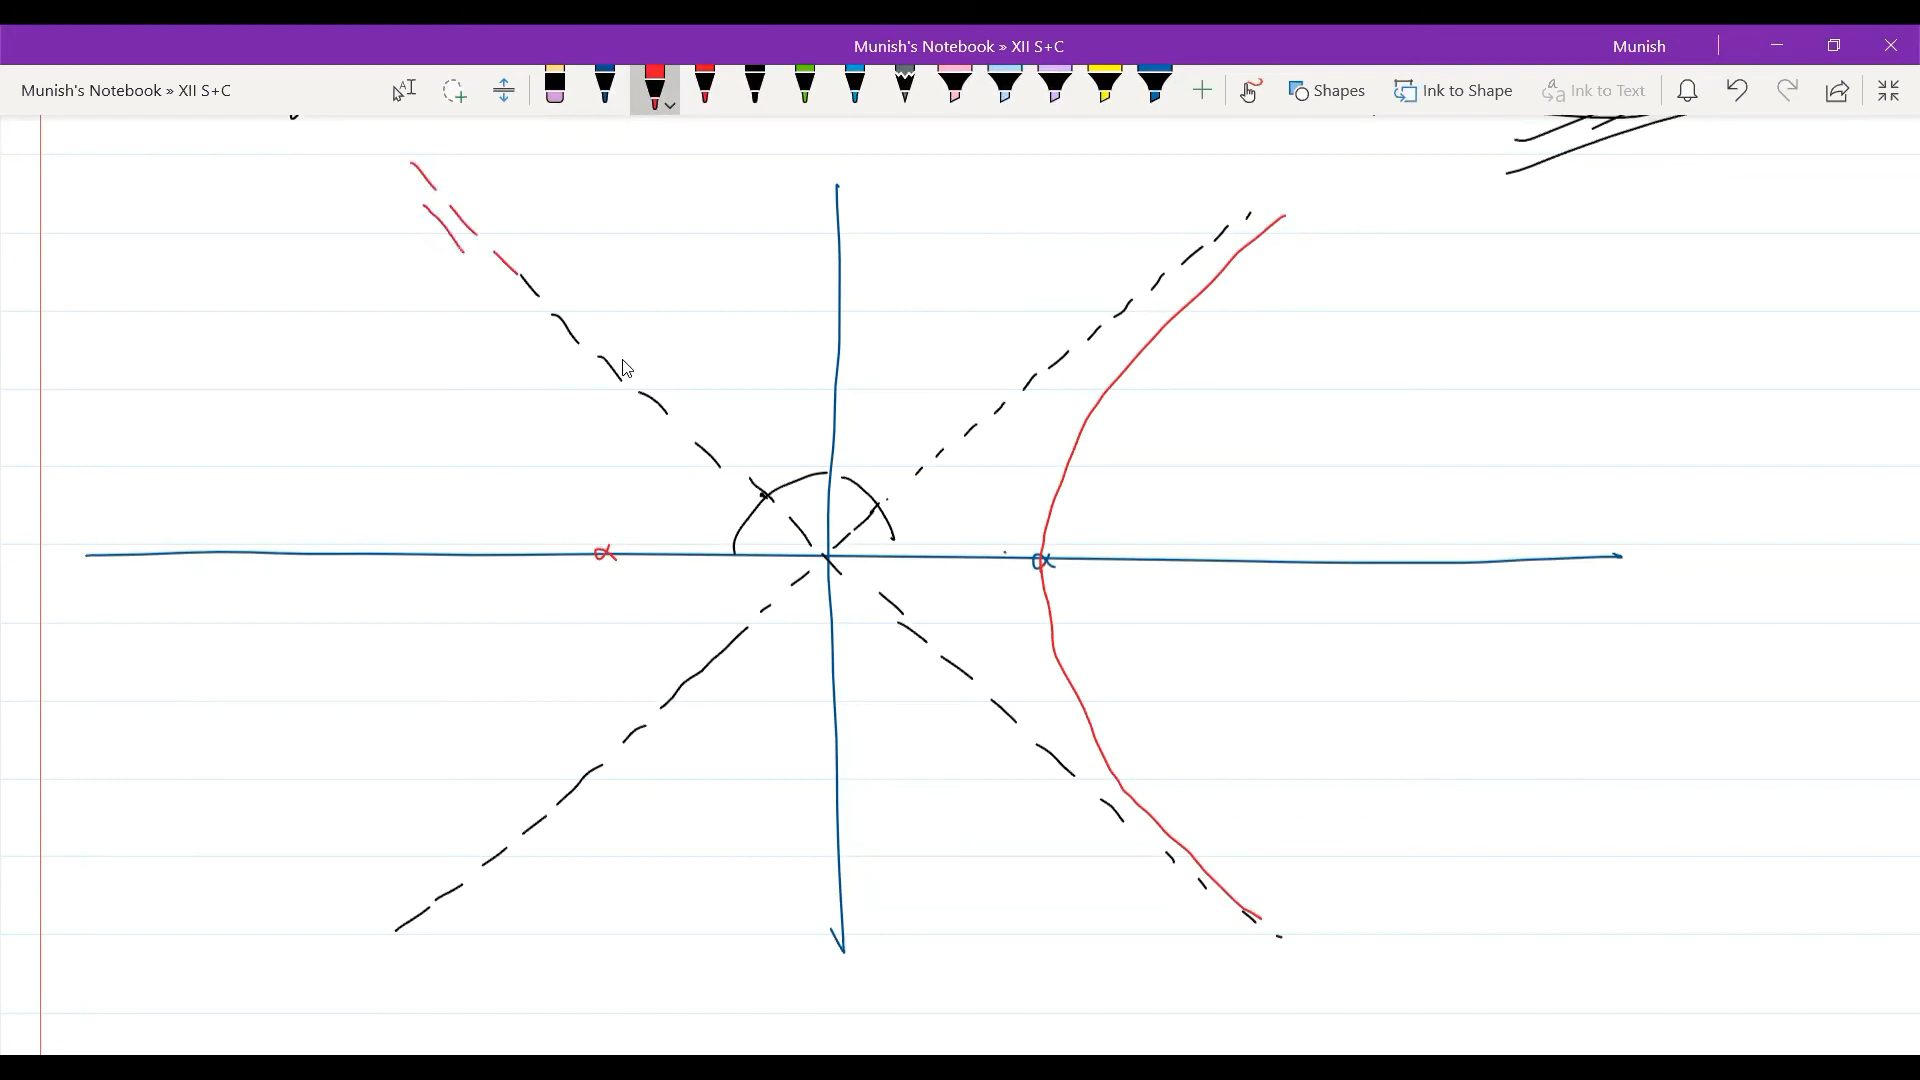 Munish's Notebook » XII S+C
Munish
Munish's Notebook » XII S+C
Shapes
Ink to Shape
Ink to Text
α
α